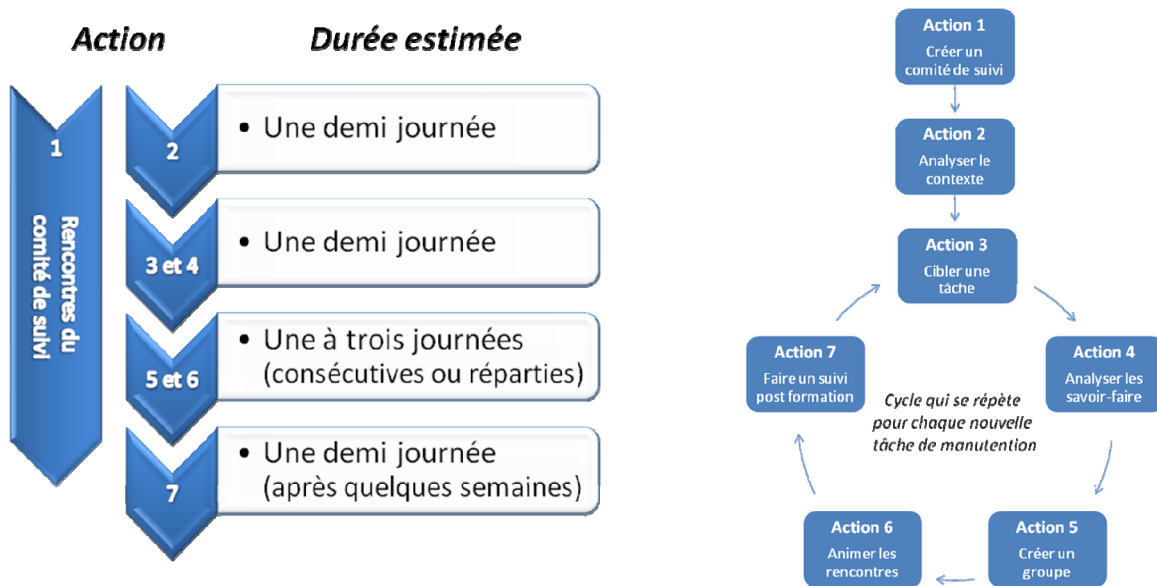 Action
Durée estimée
1
Rencontres du
comité de suivi
2
• Une demi journée
3 et 4
• Une demi journée
5 et 6
• Une à trois journées
(consécutives ou réparties)
7
• Une demi journée
(après quelques semaines)
Action 1
Créer un
comité de suivi
Action 2
Analyser le
contexte
Action 3
Cibler une
tâche
Action 4
Analyser les
savoir-faire
Action 5
Créer un
groupe
Action 6
Animer les
rencontres
Action 7
Faire un suivi
post formation
Cycle qui se répète
pour chaque nouvelle
tâche de manutention